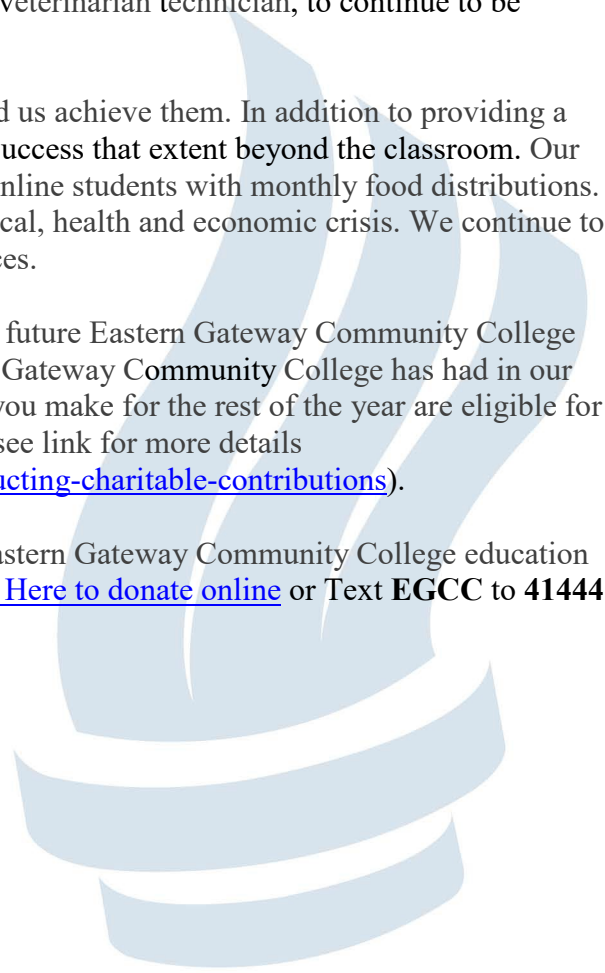 veterinarian technician, to continue to be
d us achieve them. In addition to providing a
uccess that extent beyond the classroom. Our
nline students with monthly food distributions.
cal, health and economic crisis. We continue to
ces.
future Eastern Gateway Community College
Gateway Community College has had in our
you make for the rest of the year are eligible for
see link for more details
ucting-charitable-contributions).
astern Gateway Community College education
Here to donate online or Text EGCC to 41444